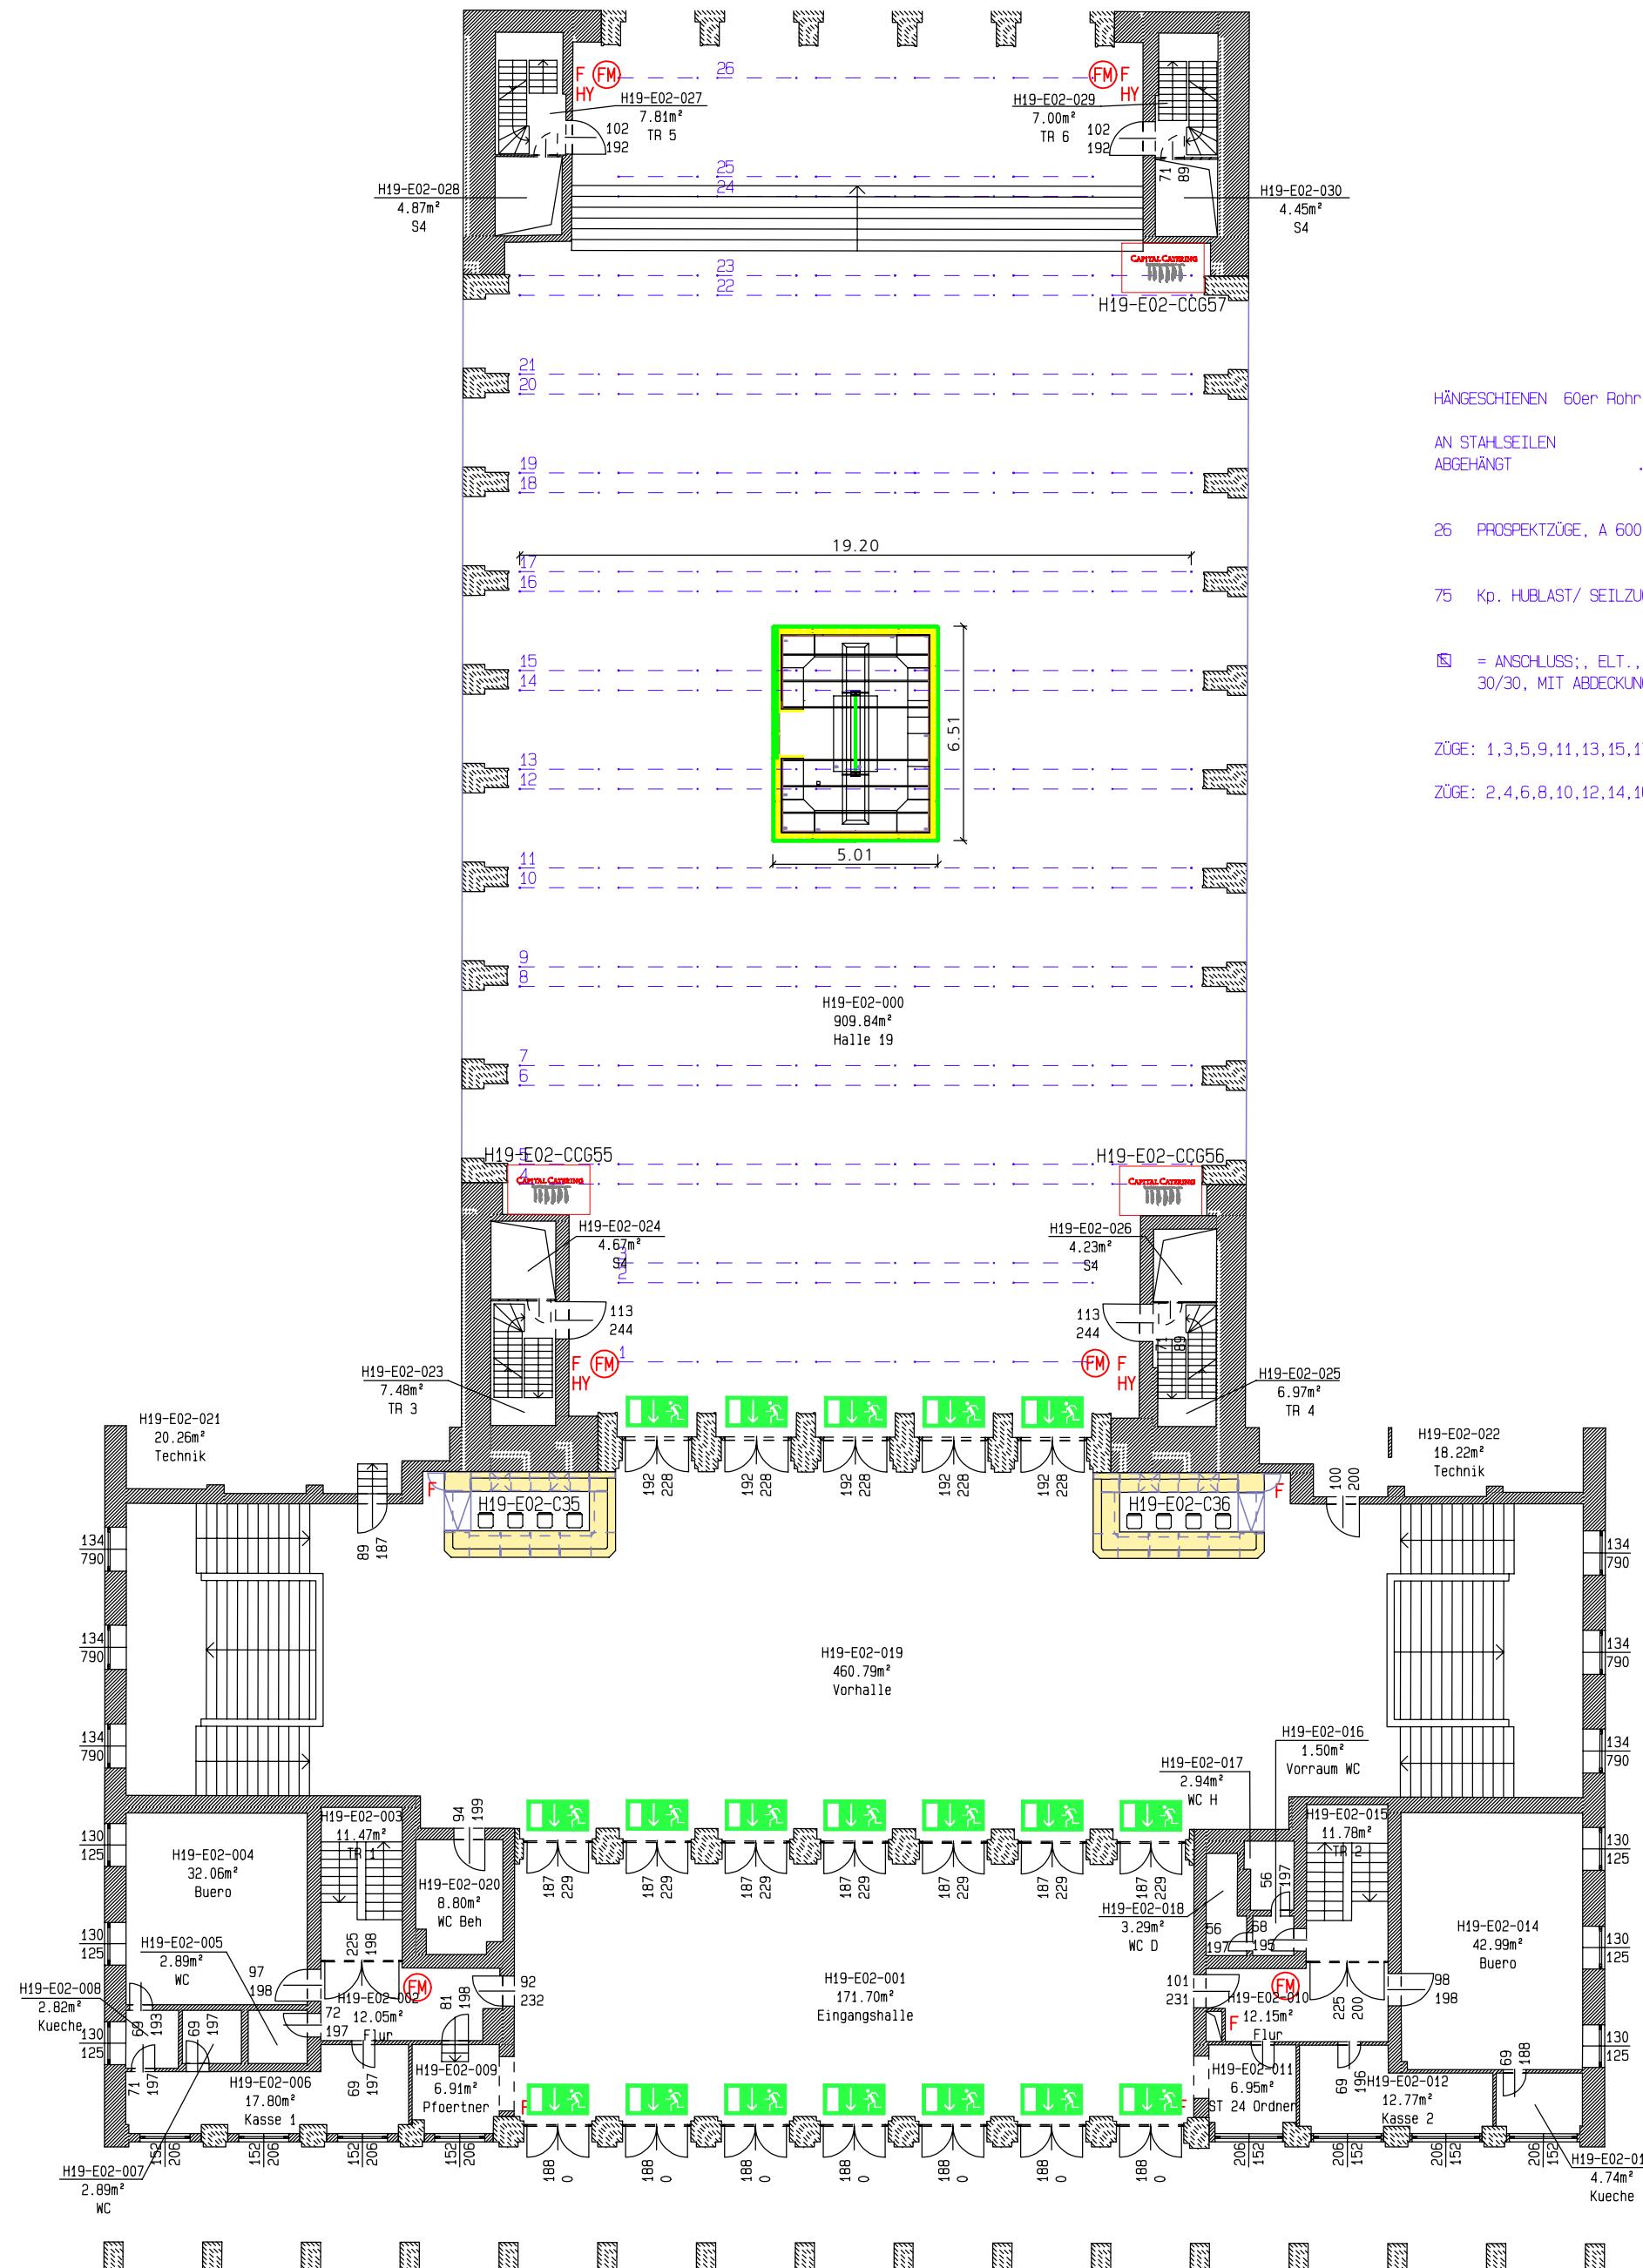 26
F FM
HY
FM F
HY
H19-E02-027
7.81m²
TR 5
102
192
H19-E02-029
7.00m²
TR 6
102
192
71
89
25
24
H19-E02-028
4.87m²
S4
H19-E02-030
4.45m²
S4
23
22
CAPITAL CATERING
H19-E02-CCG57
21
20
HÄNGESCHIENEN 60er Rohr
AN STAHLSEILEN
ABGEHÄNGT
19
18
26 PROSPEKTZÜGE, A 600
19.20
17
16
75 Kp. HUBLAST/ SEILZU
15
14
6.51
= ANSCHLUSS;, ELT.,
30/30, MIT ABDECKUN
ZÜGE: 1,3,5,9,11,13,15,1
ZÜGE: 2,4,6,8,10,12,14,1
13
12
5.01
11
10
9
8
H19-E02-000
909.84m²
Halle 19
7
6
H19-E02-CCG55
5
4
CAPITAL CATERING
H19-E02-CCG56
CAPITAL CATERING
H19-E02-024
4.67m²
S4
3
2
H19-E02-026
4.23m²
S4
113
244
113
244
71
89
1
F FM
HY
FM F
HY
H19-E02-023
7.48m²
TR 3
H19-E02-025
6.97m²
TR 4
H19-E02-021
20.26m²
Technik
H19-E02-022
18.22m²
Technik
192
228
192
228
192
228
192
228
192
228
100
200
F
H19-E02-C35
H19-E02-C36
F
89
187
134
790
134
790
134
790
134
790
134
790
134
790
H19-E02-019
460.79m²
Vorhalle
H19-E02-016
1.50m²
Vorraum WC
H19-E02-017
2.94m²
WC H
H19-E02-003
11.47m²
TR 1
94
199
H19-E02-015
11.78m²
TR 2
130
125
130
125
H19-E02-004
32.06m²
Buero
187
229
187
229
187
229
187
229
187
229
187
229
187
229
56
197
H19-E02-020
8.80m²
WC Beh
H19-E02-018
3.29m²
WC D
56
197
68
195
H19-E02-014
42.99m²
Buero
130
125
130
125
H19-E02-005
2.89m²
WC
225
198
97
198
H19-E02-008
2.82m²
Kueche
FM
H19-E02-002
12.05m²
Flur
92
232
H19-E02-001
171.70m²
Eingangshalle
101
231
FM
H19-E02-010
12.15m²
Flur
225
200
98
198
69
193
69
197
72
197
81
198
F
130
125
130
125
71
197
H19-E02-006
17.80m²
Kasse 1
69
197
H19-E02-009
6.91m²
Pfoertner
F
F
H19-E02-011
6.95m²
ST 24 Ordner
69
196
H19-E02-012
12.77m²
Kasse 2
69
188
152
206
152
206
152
206
152
206
188
0
188
0
188
0
188
0
188
0
188
0
188
0
206
152
206
152
206
152
206
152
H19-E02-007
2.89m²
WC
H19-E02-01
4.74m²
Kueche